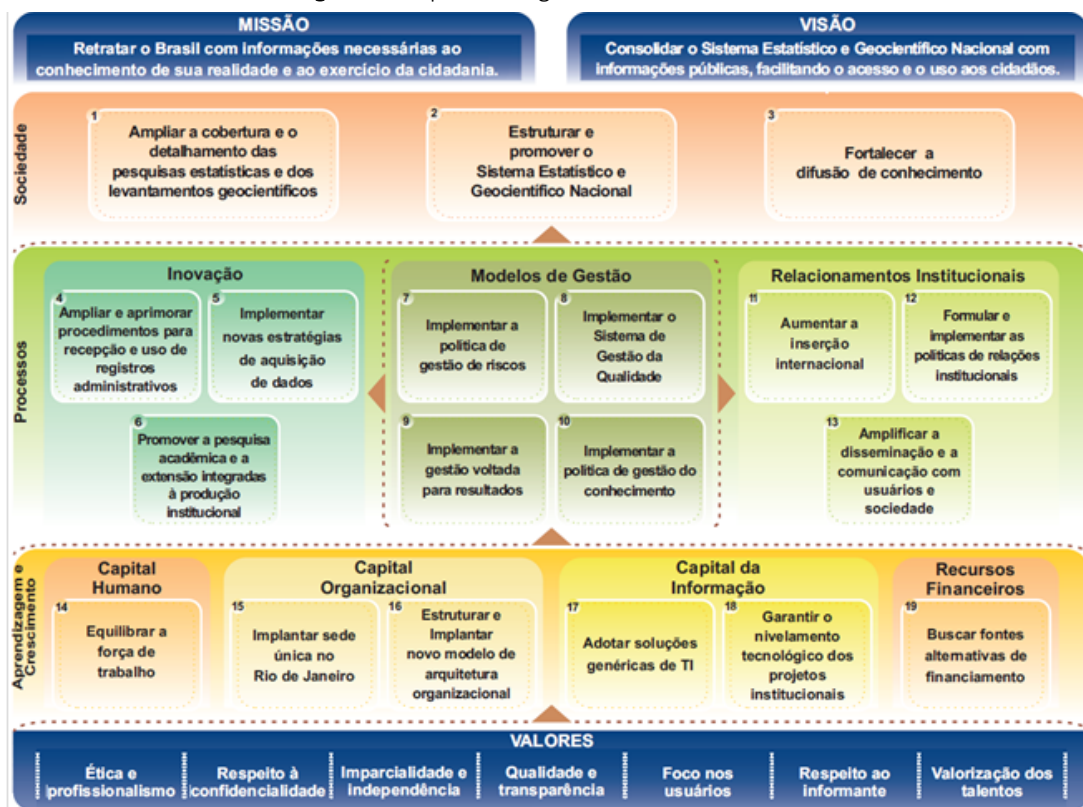 MISSÃO
Retratar o Brasil com informações necessárias ao
conhecimento de sua realidade e ao exercício da cidadania.
VISÃO
Consolidar o Sistema Estatístico e Geocientífico Nacional com
informações públicas, facilitando o acesso e o uso aos cidadãos.
Sociedade
1
Ampliar a cobertura e o
detalhamento das
pesquisas estatísticas e dos
levantamentos geocientíficos
2
Estruturar e
promover o
Sistema Estatístico e
Geocientífico Nacional
3
Fortalecer a
difusão de conhecimento
Processos
Inovação
4
Ampliar e aprimorar
procedimentos para
recepção e uso de
registros
administrativos
5
Implementar
novas estratégias
de aquisição
de dados
6
Promover a pesquisa
acadêmica e a
extensão integradas
à produção
institucional
Modelos de Gestão
7
Implementar a
política de
gestão de riscos
8
Implementar o
Sistema de
Gestão da
Qualidade
9
Implementar a
gestão voltada
para resultados
10
Implementar a
política de gestão do
conhecimento
Relacionamentos Institucionais
11
Aumentar a
inserção
internacional
12
Formular e
implementar as
políticas de relações
institucionais
13
Amplificar a
disseminação e a
comunicação com
usuários e
sociedade
Aprendizagem e
Crescimento
Capital
Humano
14
Equilibrar a
força de
trabalho
Capital
Organizacional
15
Implantar sede
única no
Rio de Janeiro
16
Estruturar e
Implantar
novo modelo de
arquitetura
organizacional
Capital da
Informação
17
Adotar soluções
genéricas de TI
18
Garantir o
nivelamento
tecnológico dos
projetos
institucionais
Recursos
Financeiros
19
Buscar fontes
alternativas de
financiamento
VALORES
Ética e
profissionalismo
Respeito à
confidencialidade
Imparcialidade e
independência
Qualidade e
transparência
Foco nos
usuários
Respeito ao
informante
Valorização dos
talentos